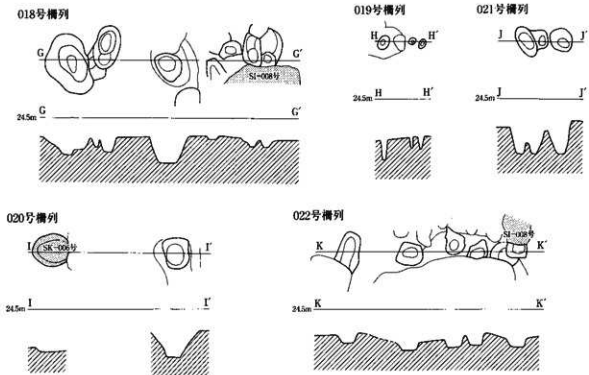 018号柵列
G G′
SI-008号
G G′
24.5m
019号柵列
H H′
H H′
24.5m
021号柵列
J J′
J J′
24.5m
020号柵列
I SK-006号 I′
I I′
24.5m
022号柵列
SI-008号
K K′
K K′
24.5m